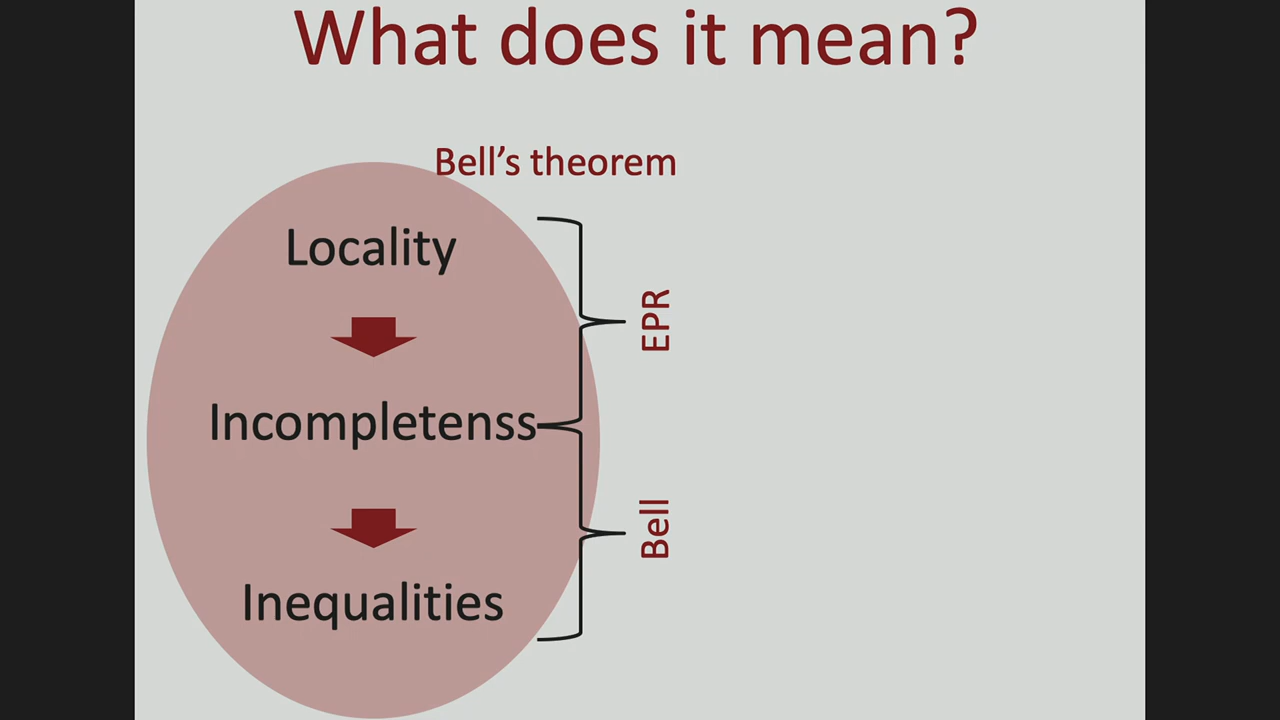 What does it mean?
Bell's theorem
Locality
EPR
Incompletenss
Bell
Inequalities